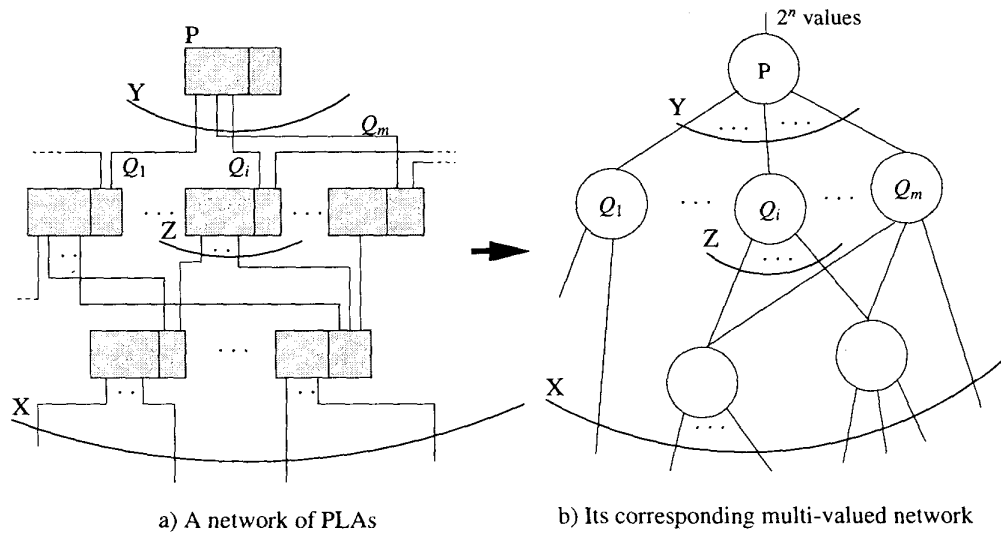 P
Y
Q_m
Q_1
Q_i
Z
X
a) A network of PLAs
2^n values
P
Y
Q_1
Q_i
Q_m
Z
X
b) Its corresponding multi-valued network